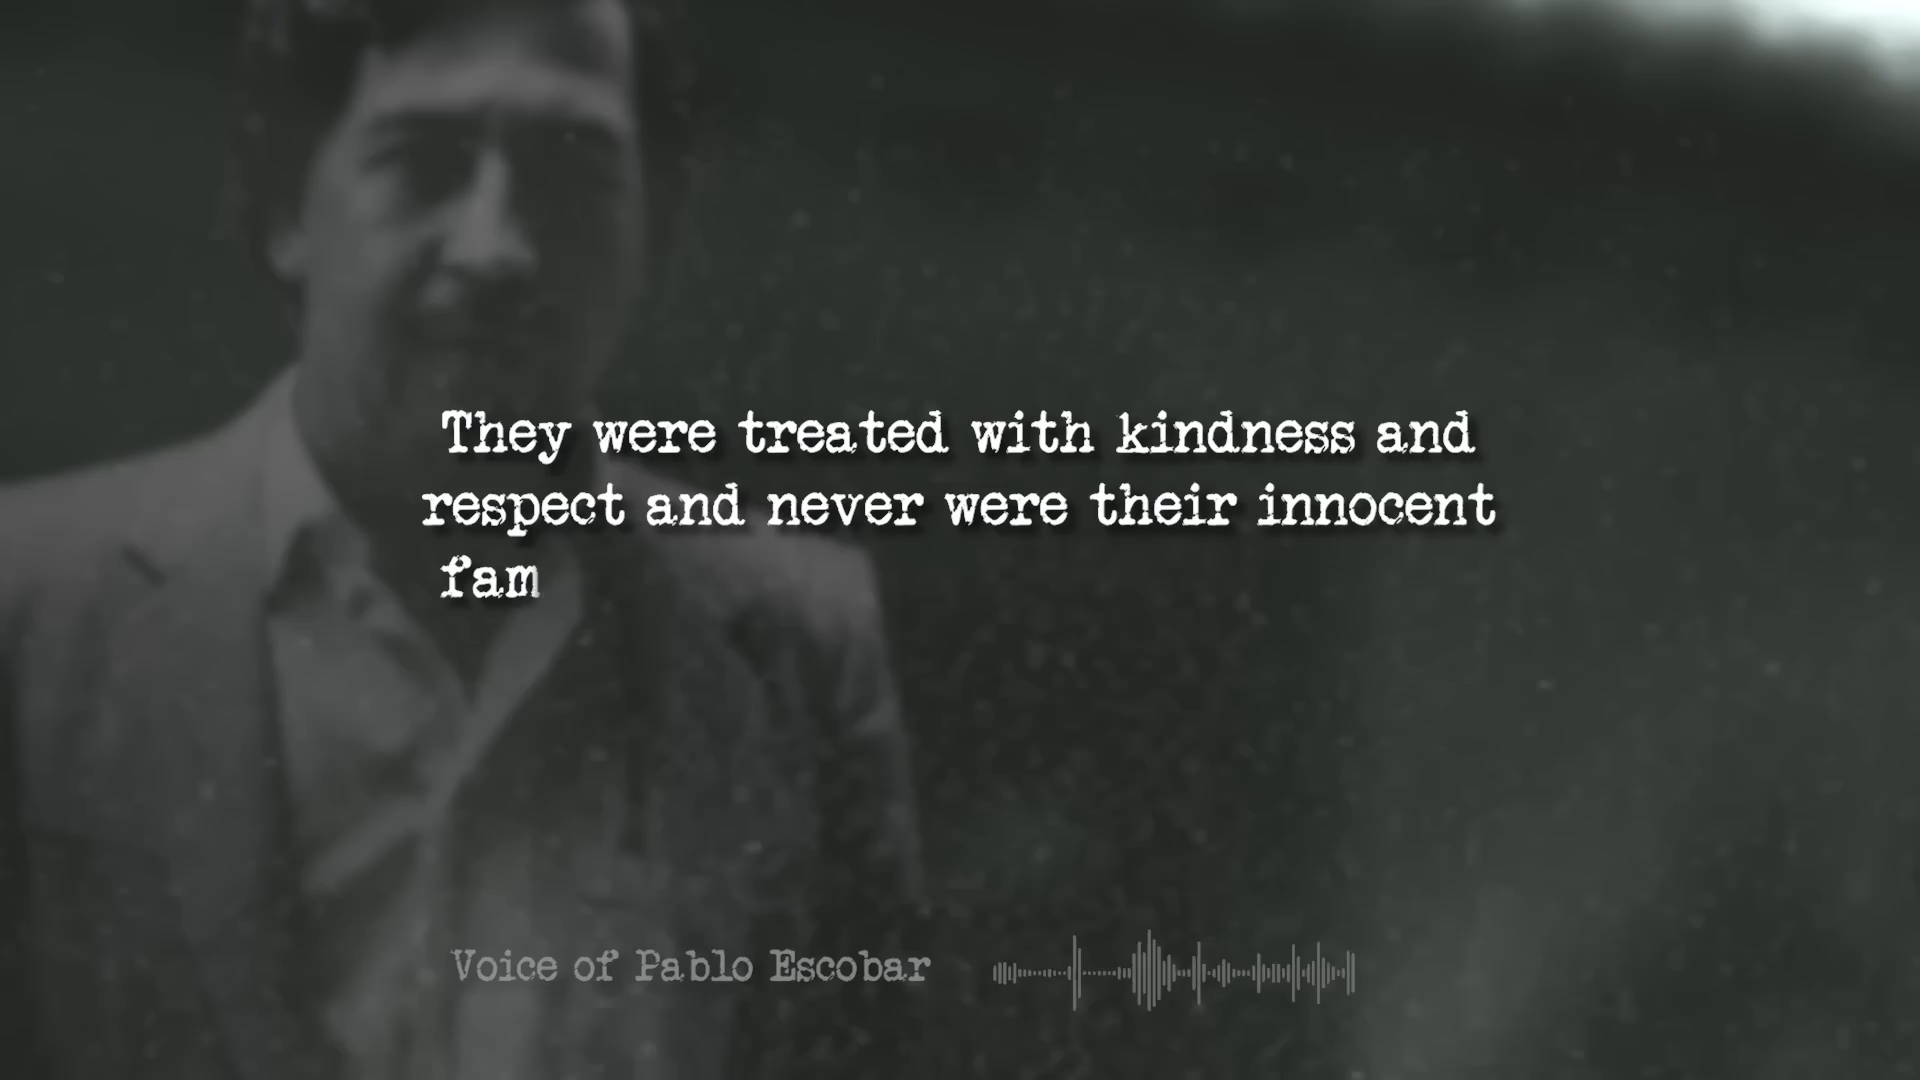 They were treated with kindness and
respect and never were their innocent
fam
Voice of Pablo Escobar